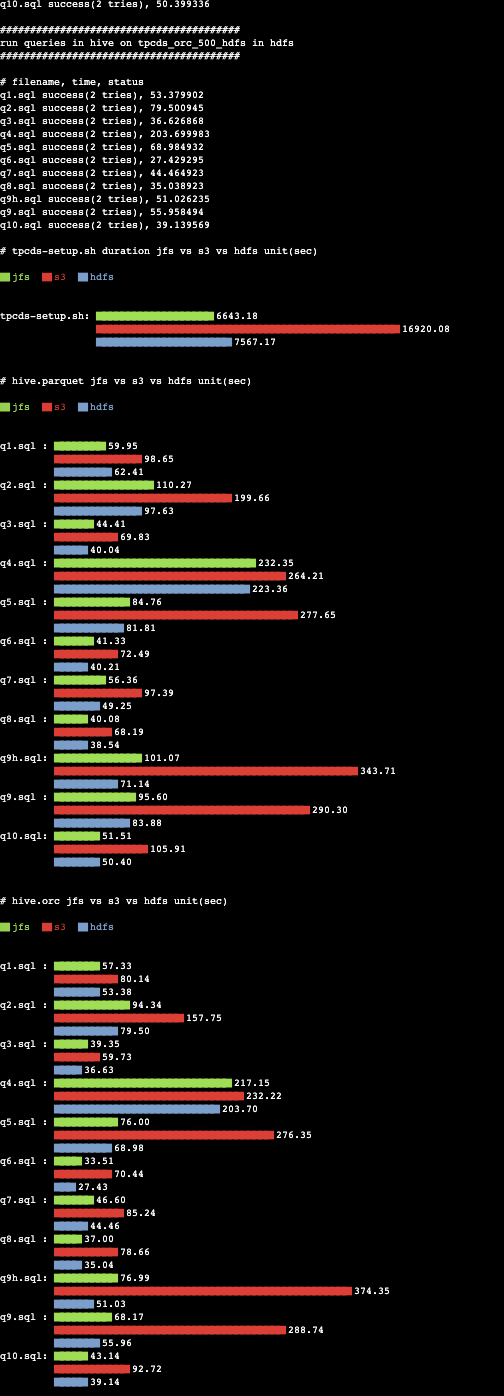 q10.sql success(2 tries), 50.399336
########################################
run queries in hive on tpcds_orc_500_hdfs in hdfs
########################################
# filename, time, status
q1.sql success(2 tries), 53.379902
q2.sql success(2 tries), 79.500945
q3.sql success(2 tries), 36.626868
q4.sql success(2 tries), 203.699983
q5.sql success(2 tries), 68.984932
q6.sql success(2 tries), 27.429295
q7.sql success(2 tries), 44.464923
q8.sql success(2 tries), 35.038923
q9h.sql success(2 tries), 51.026235
q9.sql success(2 tries), 55.958494
q10.sql success(2 tries), 39.139569
# tpcds-setup.sh duration jfs vs s3 vs hdfs unit(sec)
jfs s3 hdfs
tpcds-setup.sh: 6643.18
16920.08
7567.17
# hive.parquet jfs vs s3 vs hdfs unit(sec)
jfs s3 hdfs
q1.sql : 59.95
98.65
62.41
q2.sql : 110.27
199.66
97.63
q3.sql : 44.41
69.83
40.04
q4.sql : 232.35
264.21
223.36
q5.sql : 84.76
277.65
81.81
q6.sql : 41.33
72.49
40.21
q7.sql : 56.36
97.39
49.25
q8.sql : 40.08
68.19
38.54
q9h.sql: 101.07
343.71
71.14
q9.sql : 95.60
290.30
83.88
q10.sql: 51.51
105.91
50.40
# hive.orc jfs vs s3 vs hdfs unit(sec)
jfs s3 hdfs
q1.sql : 57.33
80.14
53.38
q2.sql : 94.34
157.75
79.50
q3.sql : 39.35
59.73
36.63
q4.sql : 217.15
232.22
203.70
q5.sql : 76.00
276.35
68.98
q6.sql : 33.51
70.44
27.43
q7.sql : 46.60
85.24
44.46
q8.sql : 37.00
78.66
35.04
q9h.sql: 76.99
374.35
51.03
q9.sql : 68.17
288.74
55.96
q10.sql: 43.14
92.72
39.14